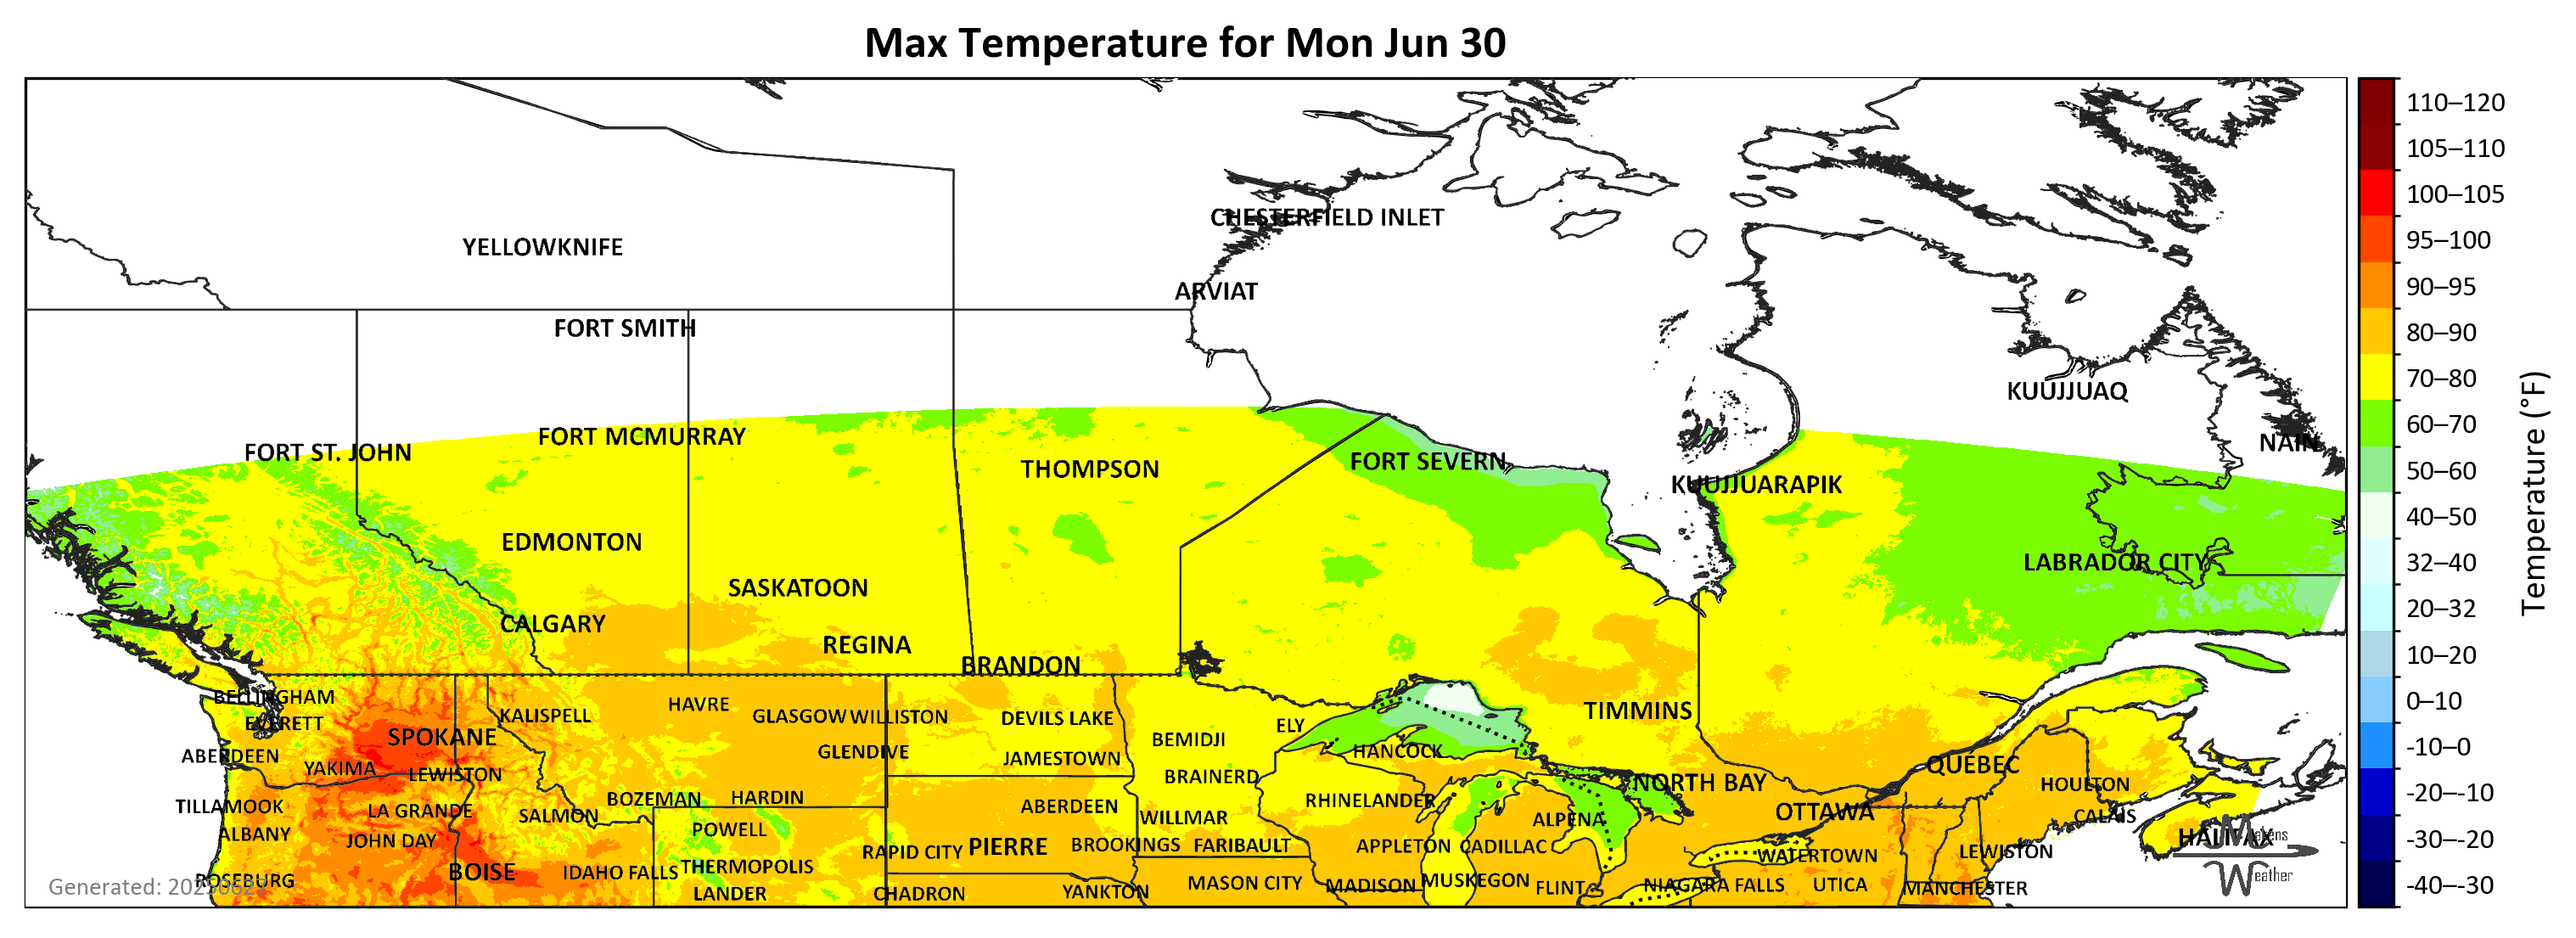 Max Temperature for Mon Jun 30
CHESTERFIELD INLET
YELLOWKNIFE
ARVIAT
FORT SMITH
KUUJJUAQ
FORT MCMURRAY
NAIN
FORT ST. JOHN
FORT SEVERN
THOMPSON
KUUJJUARAPIK
EDMONTON
LABRADOR CITY
SASKATOON
CALGARY
REGINA
BRANDON
BELLINGHAM
HAVRE
TIMMINS
KALISPELL
GLASGOW
WILLISTON
DEVILS LAKE
EVERETT
ELY
SPOKANE
BEMIDJI
ABERDEEN
GLENDIVE
JAMESTOWN
HANCOCK
QUÉBEC
YAKIMA
LEWISTON
BRAINERD
NORTH BAY
HOULTON
TILLAMOOK
LA GRANDE
BOZEMAN
HARDIN
ABERDEEN
RHINELANDER
OTTAWA
SALMON
WILLMAR
ALPENA
CALAIS
ALBANY
JOHN DAY
POWELL
HALIFAX
RAPID CITY
PIERRE
BROOKINGS
FARIBAULT
APPLETON
CADILLAC
WATERTOWN
LEWISTON
BOISE
IDAHO FALLS
THERMOPOLIS
ROSEBURG
LANDER
CHADRON
YANKTON
MASON CITY
MADISON
MUSKEGON
FLINT
NIAGARA FALLS
UTICA
MANCHESTER
Generated: 20250627
Weather
110–120
105–110
100–105
95–100
90–95
80–90
70–80
60–70
50–60
40–50
32–40
20–32
10–20
0–10
-10–0
-20–-10
-30–-20
-40–-30
Temperature (°F)